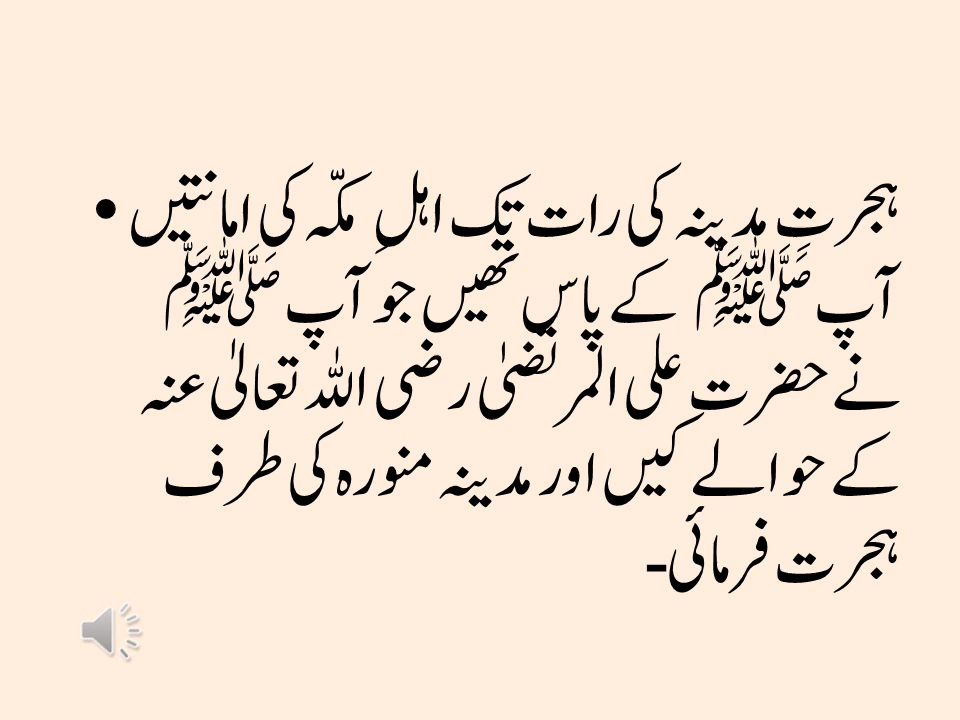 ہجرتِ مدینہ کی رات تک اہلِ مکّہ کی امانتیں •
آپ ﷺ کے پاس تھیں جو آپ ﷺ
نے حضرت علی المرتضیٰ رضی اللہ تعالیٰ عنہ
کے حوالے کیں اور مدینہ منورہ کی طرف
ہجرت فرمائی-